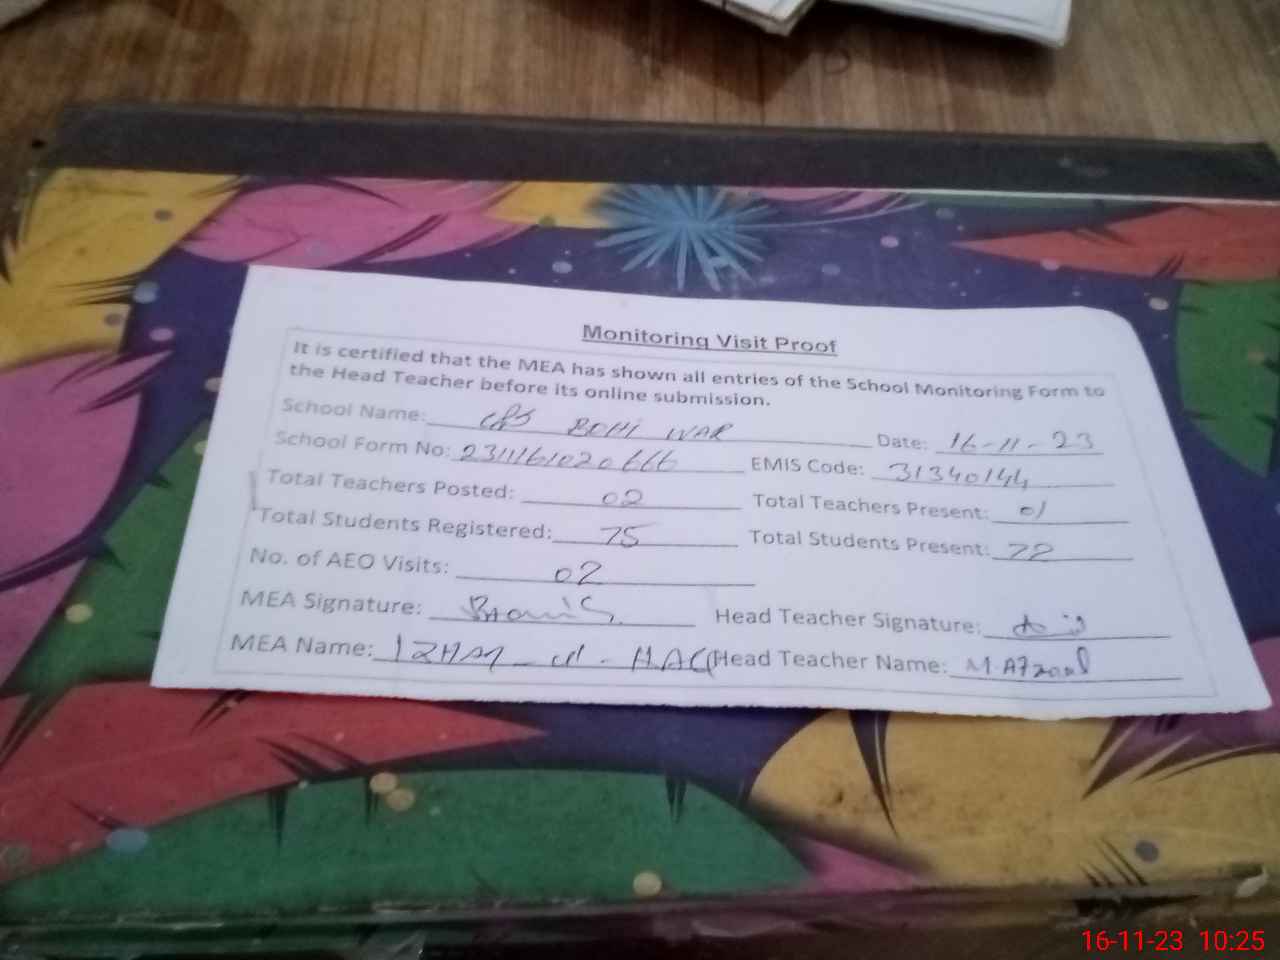 Monitoring Visit Proof
It is certified that the MEA has shown all entries of the School Monitoring Form to
the Head Teacher before its online submission.
School Name: GPS BOHI WAR Date: 16-11-23
School Form No: 2311161020666 EMIS Code: 31340144
Total Teachers Posted: 02 Total Teachers Present: 01
Total Students Registered: 75 Total Students Present: 72
No. of AEO Visits: 02
MEA Signature: Head Teacher Signature:
MEA Name: IZHAR-ul-HAQ Head Teacher Name: M.Afzaal
16-11-23 10:25